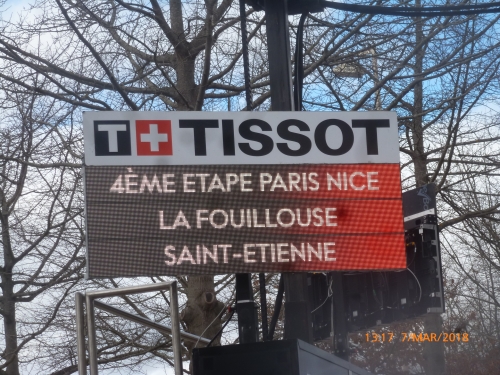 T+ TISSOT
4ÈME ETAPE PARIS NICE
LA FOUILLOUSE
SAINT-ETIENNE
13:17 7/MAR/2018